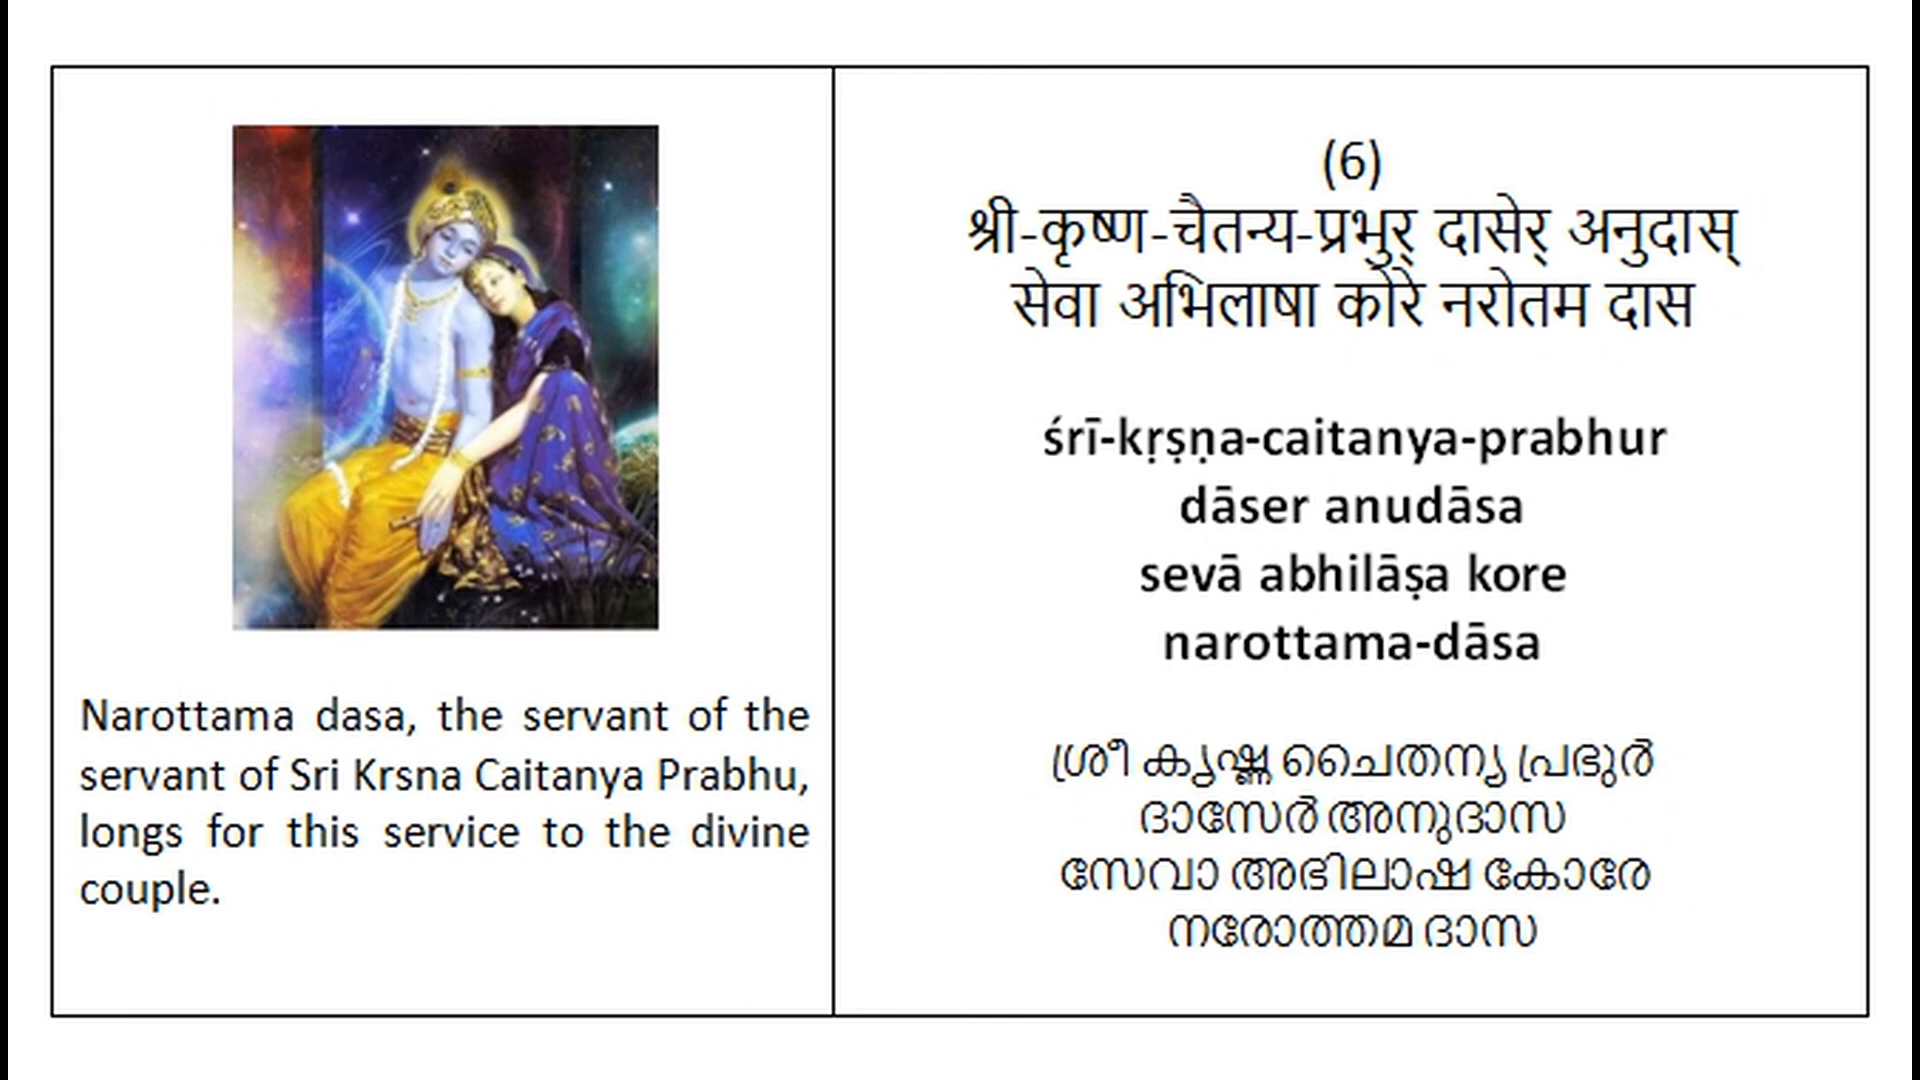 Narottama dasa, the servant of the
servant of Sri Krsna Caitanya Prabhu,
longs for this service to the divine
couple.
(6)
श्री-कृष्ण-चैतन्य-प्रभुर् दासेर् अनुदास्
सेवा अभिलाषा कोरे नरोतम दास
śrī-kṛṣṇa-caitanya-prabhur
dāser anudāsa
sevā abhilāṣa kore
narottama-dāsa
ശ്രീ കൃഷ്ണ ചൈതന്യ പ്രഭുർ
ദാസേർ അനുദാസ
സേവാ അഭിലാഷ കോരേ
നരോത്തമ ദാസ